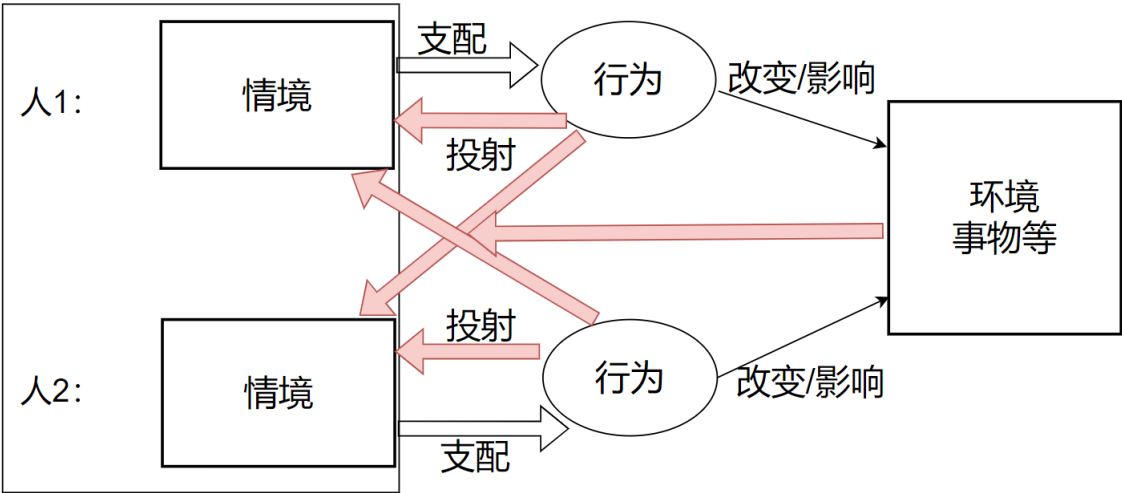 支配
人1：
情境
行为
改变/影响
投射
环境
事物等
投射
人2：
情境
行为
改变/影响
支配